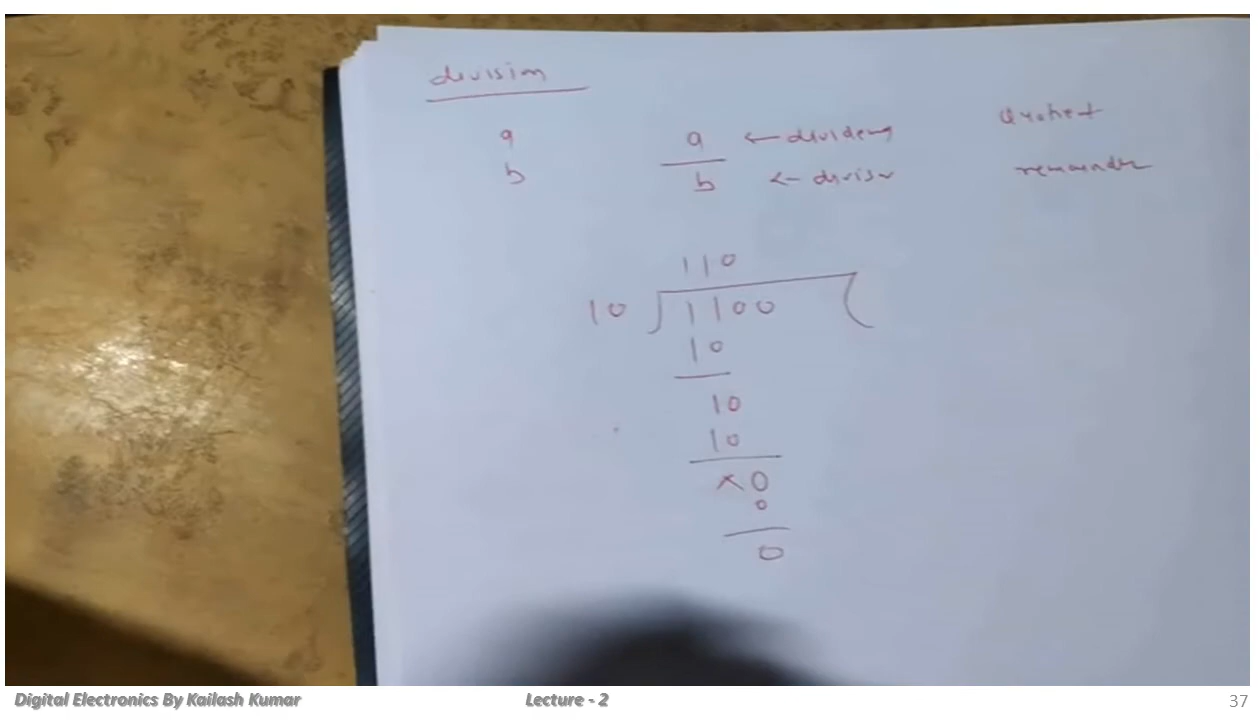 division
a a ← dividend Quotient
b b ← divisor remainder
110
10 1100
10
10
10
×0
0
0
Digital Electronics By Kailash Kumar Lecture - 2 37